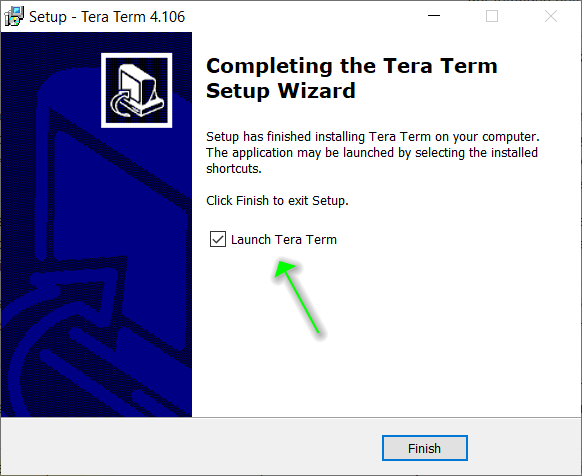 Setup - Tera Term 4.106
Completing the Tera Term
Setup Wizard
Setup has finished installing Tera Term on your computer.
The application may be launched by selecting the installed
shortcuts.
Click Finish to exit Setup.
Launch Tera Term
Finish